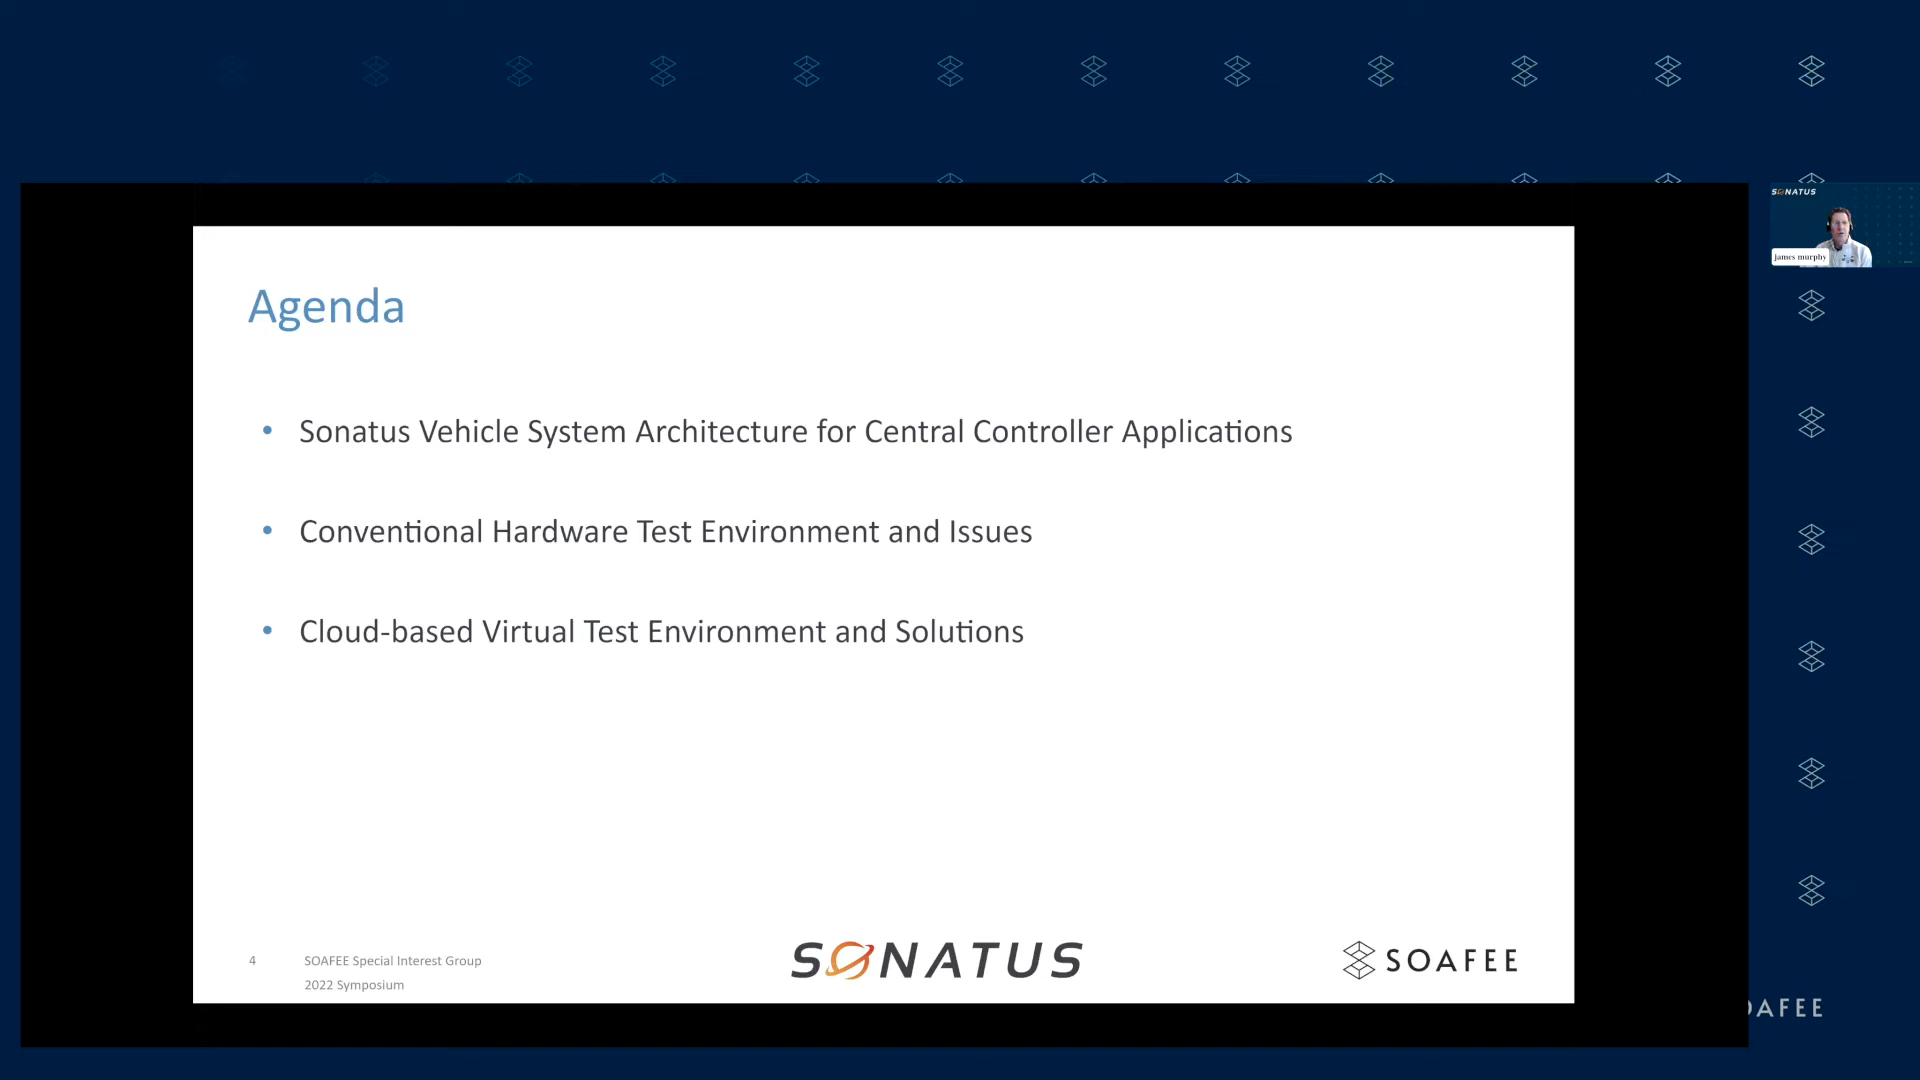 SONATUS
james murphy
Agenda
• Sonatus Vehicle System Architecture for Central Controller Applications
• Conventional Hardware Test Environment and Issues
• Cloud-based Virtual Test Environment and Solutions
4
SOAFEE Special Interest Group
2022 Symposium
SONATUS
SOAFEE
OAFEE